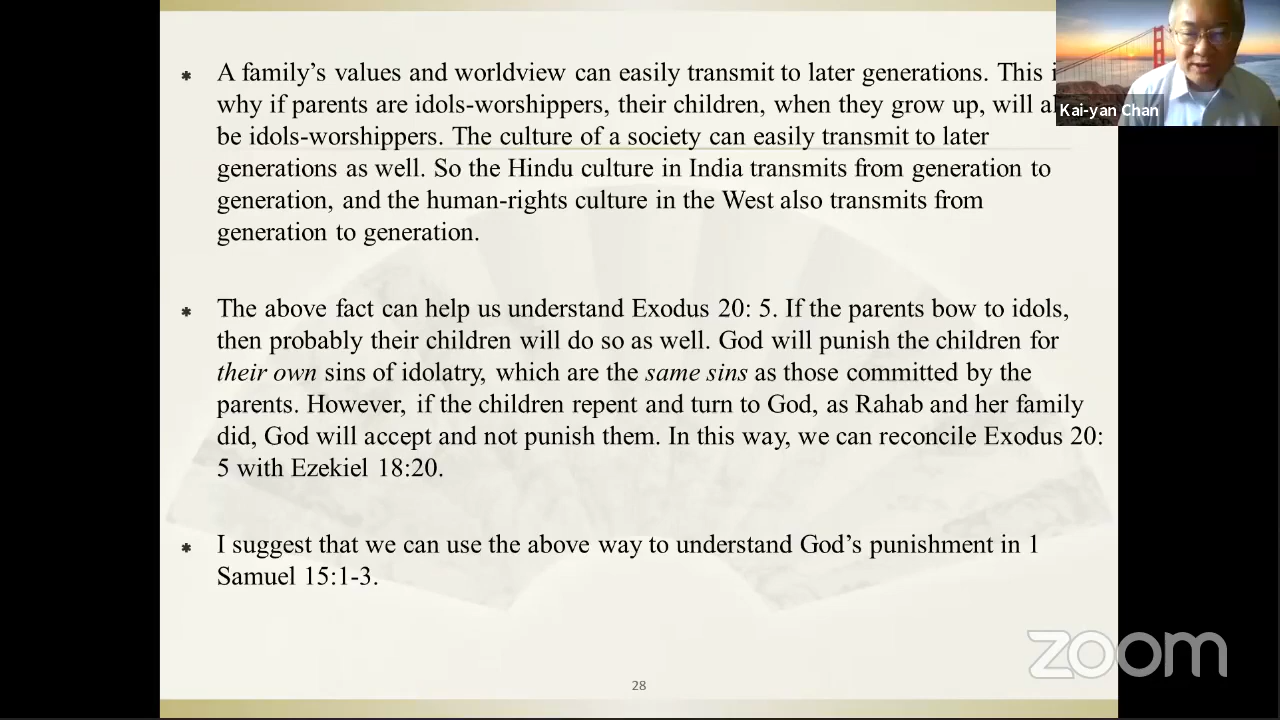 A family’s values and worldview can easily transmit to later generations. This
why if parents are idols-worshippers, their children, when they grow up, will
be idols-worshippers. The culture of a society can easily transmit to later
generations as well. So the Hindu culture in India transmits from generation to
generation, and the human-rights culture in the West also transmits from
generation to generation.
The above fact can help us understand Exodus 20: 5. If the parents bow to idols,
then probably their children will do so as well. God will punish the children for
their own sins of idolatry, which are the same sins as those committed by the
parents. However, if the children repent and turn to God, as Rahab and her family
did, God will accept and not punish them. In this way, we can reconcile Exodus 20:
5 with Ezekiel 18:20.
I suggest that we can use the above way to understand God’s punishment in 1
Samuel 15:1-3.
28
Kai-yan Chan
zoom